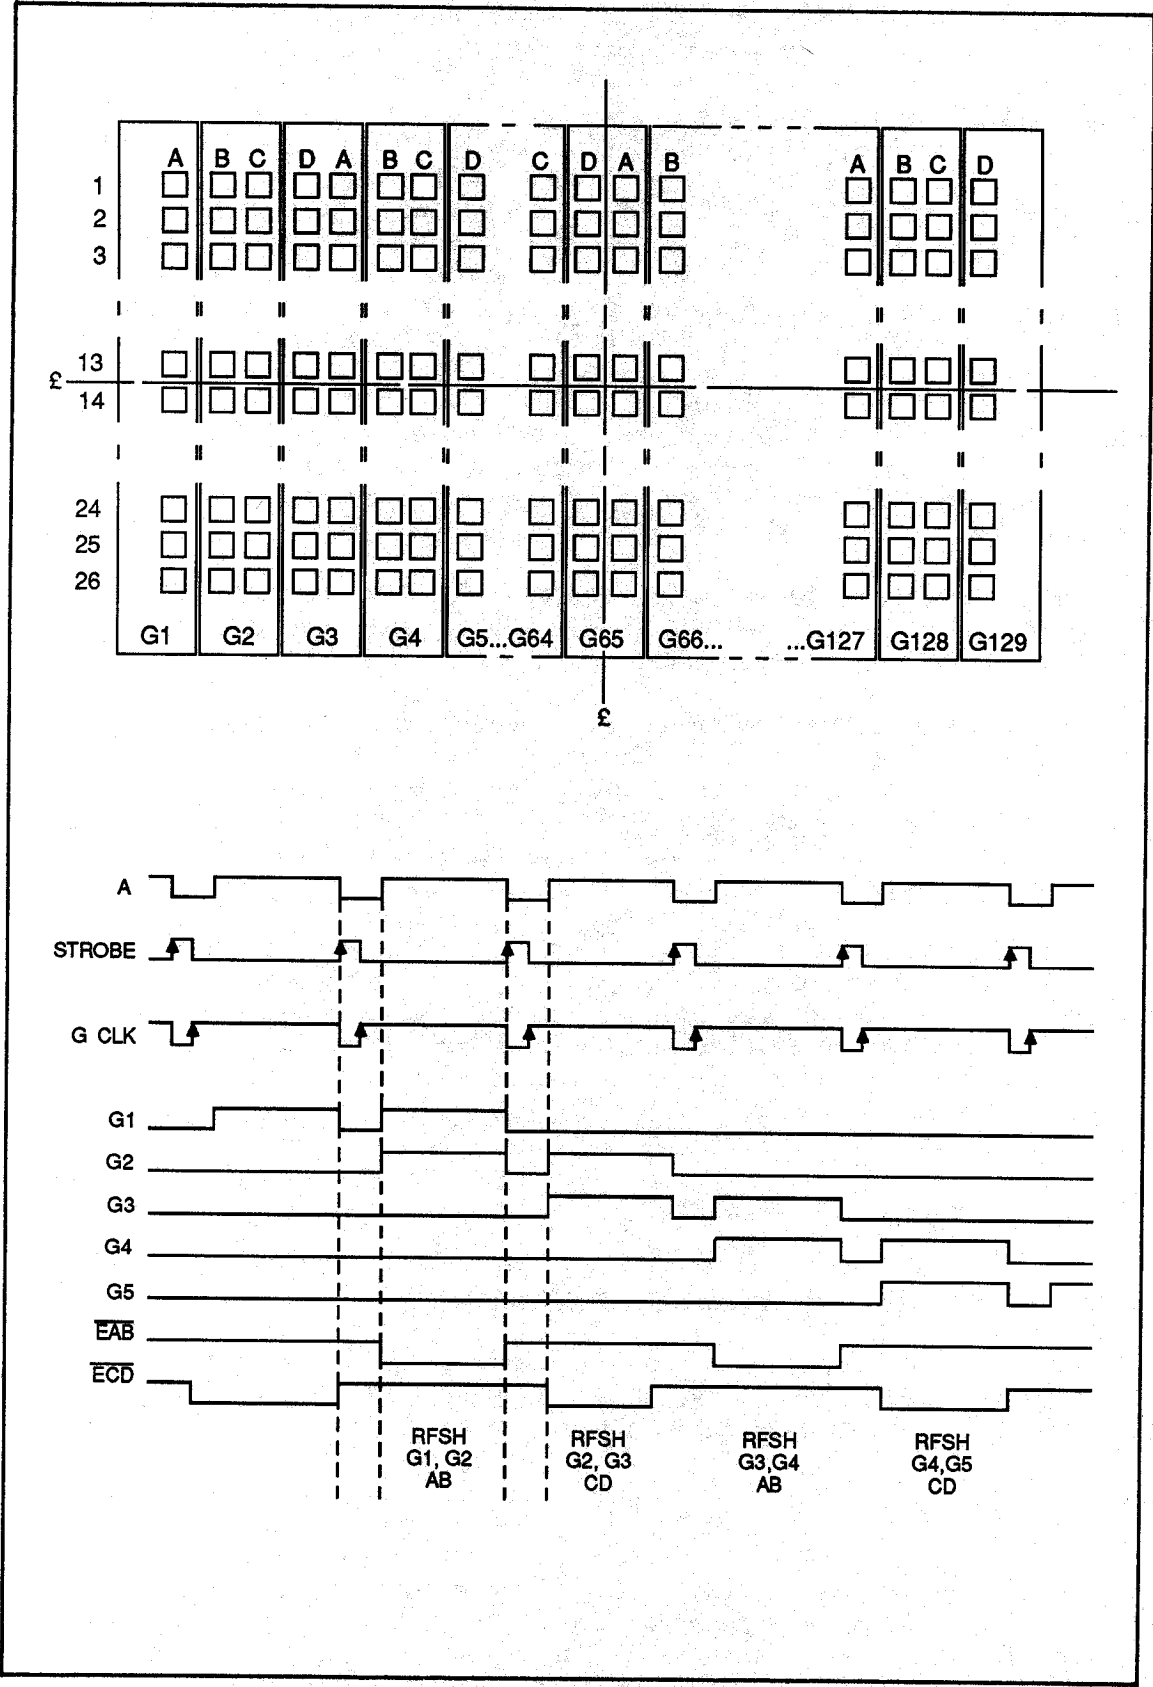 A B C D A B C D C D A B A B C D
1
2
3
13
£
14
24
25
26
G1 G2 G3 G4 G5...G64 G65 G66... ...G127 G128 G129
£
A
STROBE
G CLK
G1
G2
G3
G4
G5
EAB
ECD
RFSH RFSH RFSH RFSH
G1, G2 G2, G3 G3,G4 G4,G5
AB CD AB CD